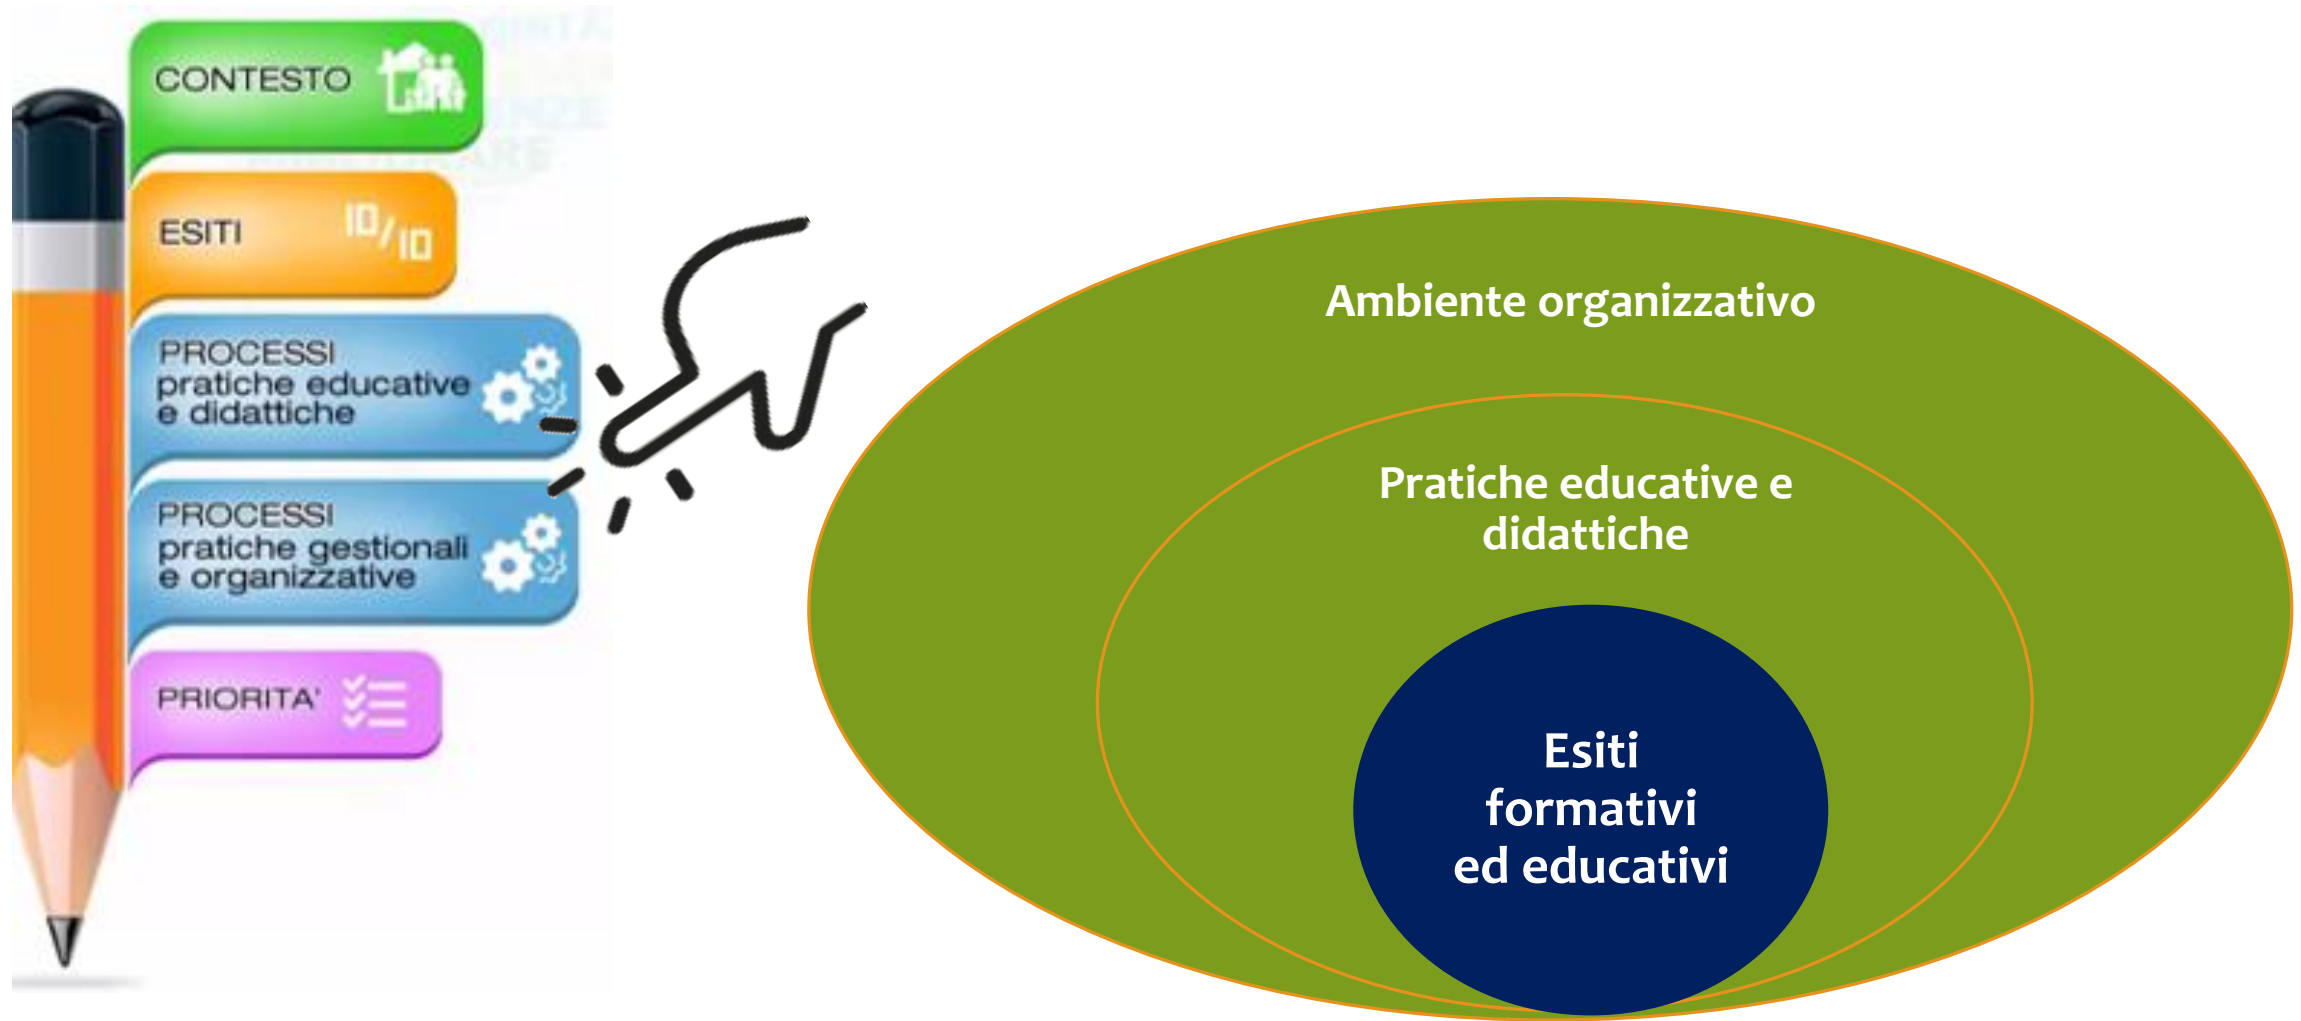 CONTESTO
ESITI 10/10
PROCESSI
pratiche educative
e didattiche
PROCESSI
pratiche gestionali
e organizzative
PRIORITA'
Ambiente organizzativo
Pratiche educative e
didattiche
Esiti
formativi
ed educativi